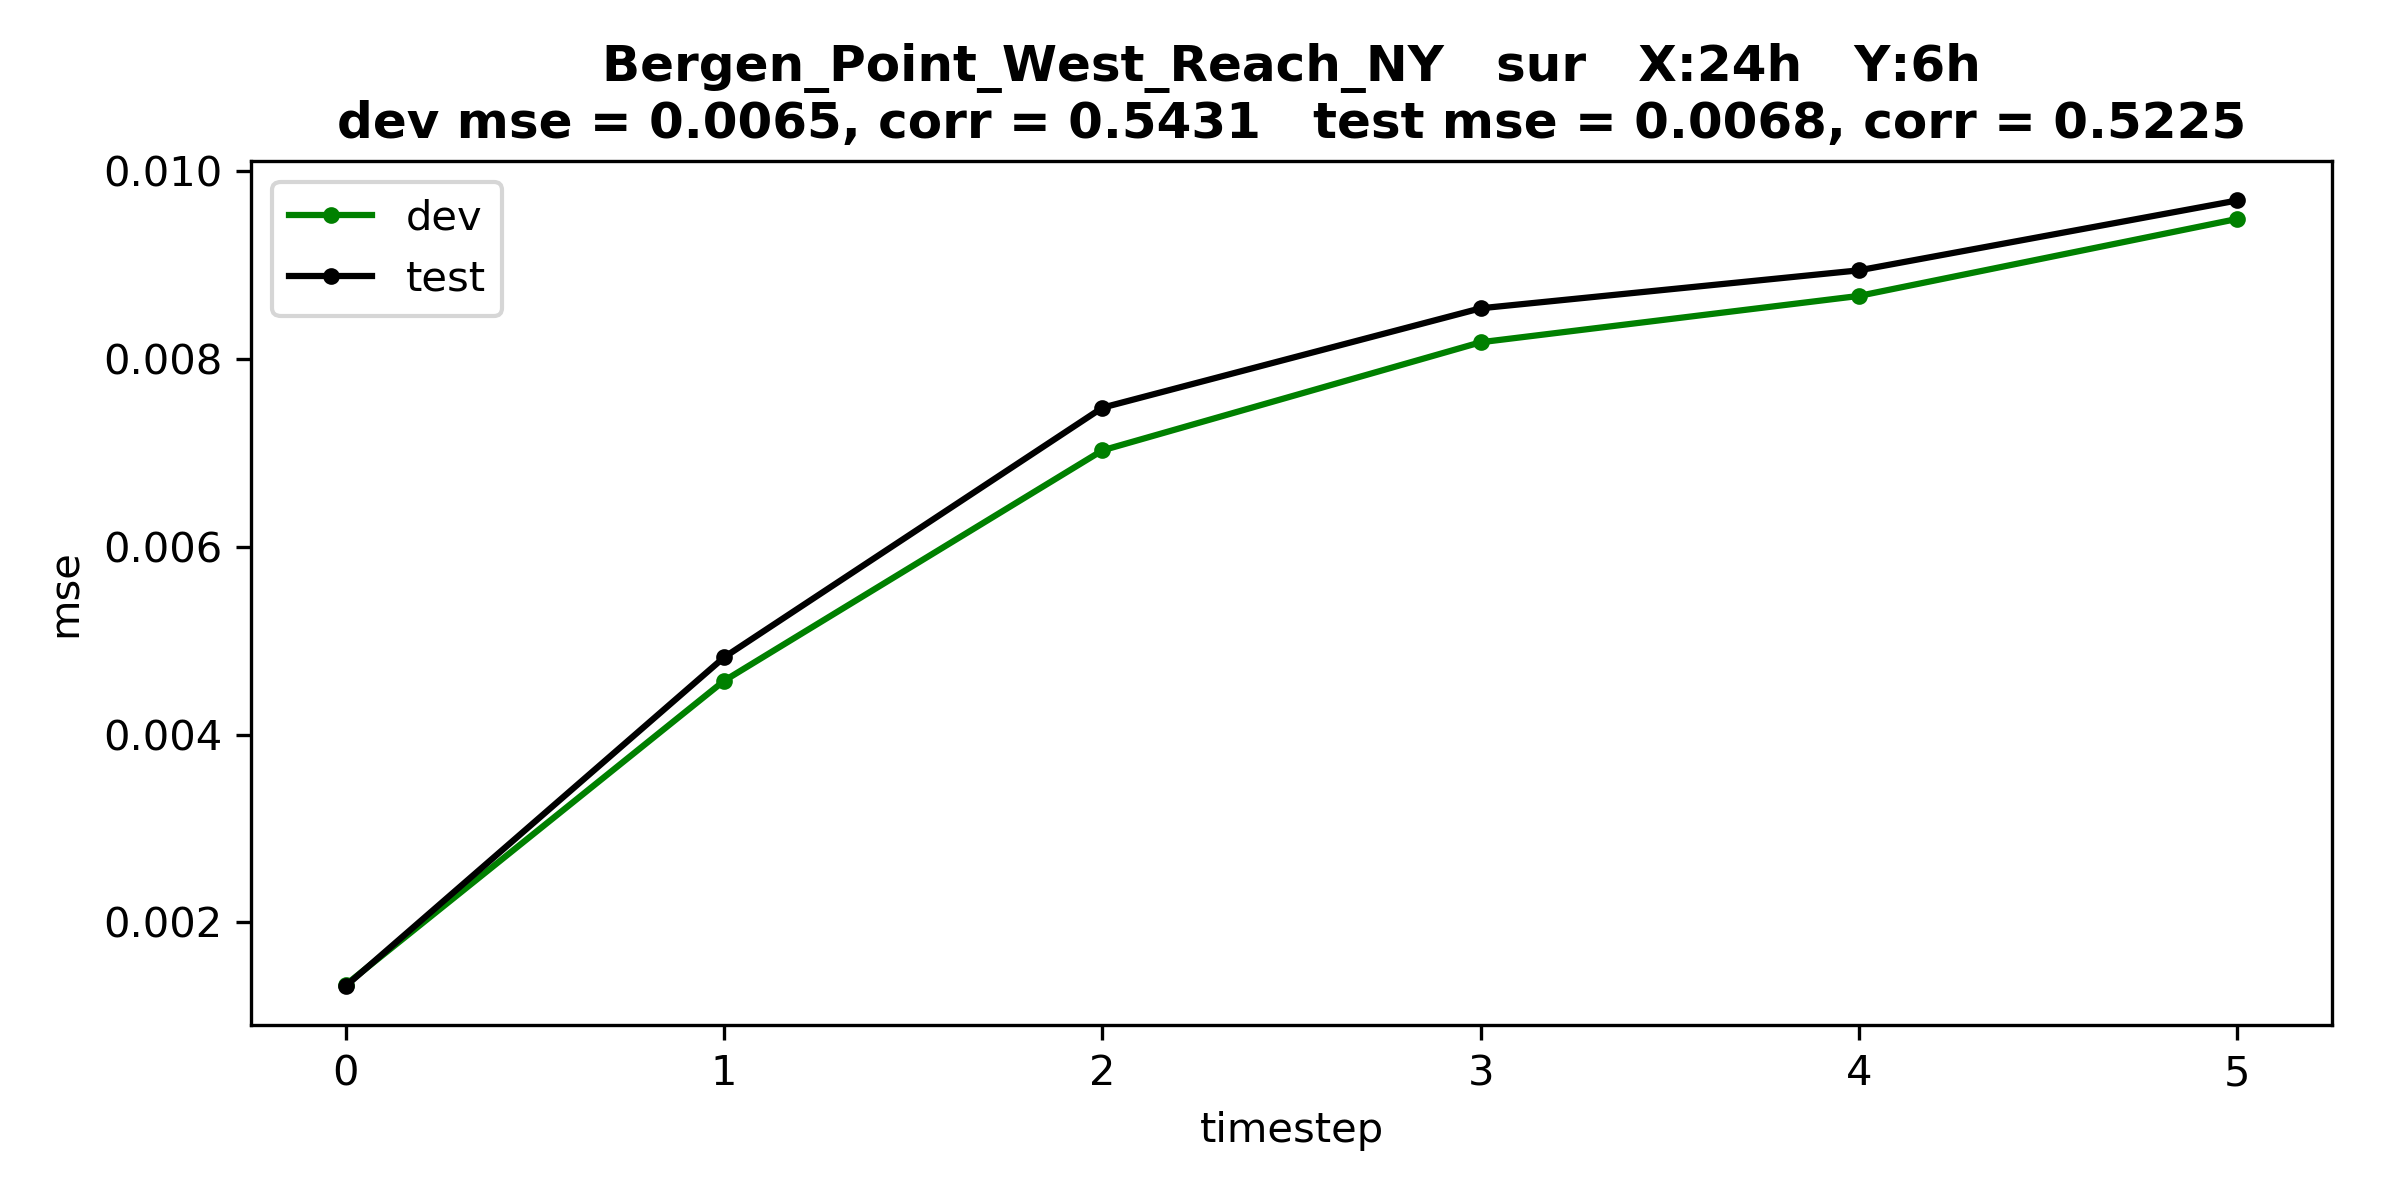 Bergen_Point_West_Reach_NY   sur   X:24h   Y:6h
dev mse = 0.0065, corr = 0.5431   test mse = 0.0068, corr = 0.5225
dev
test
0.010
0.008
0.006
0.004
0.002
mse
0 1 2 3 4 5
timestep